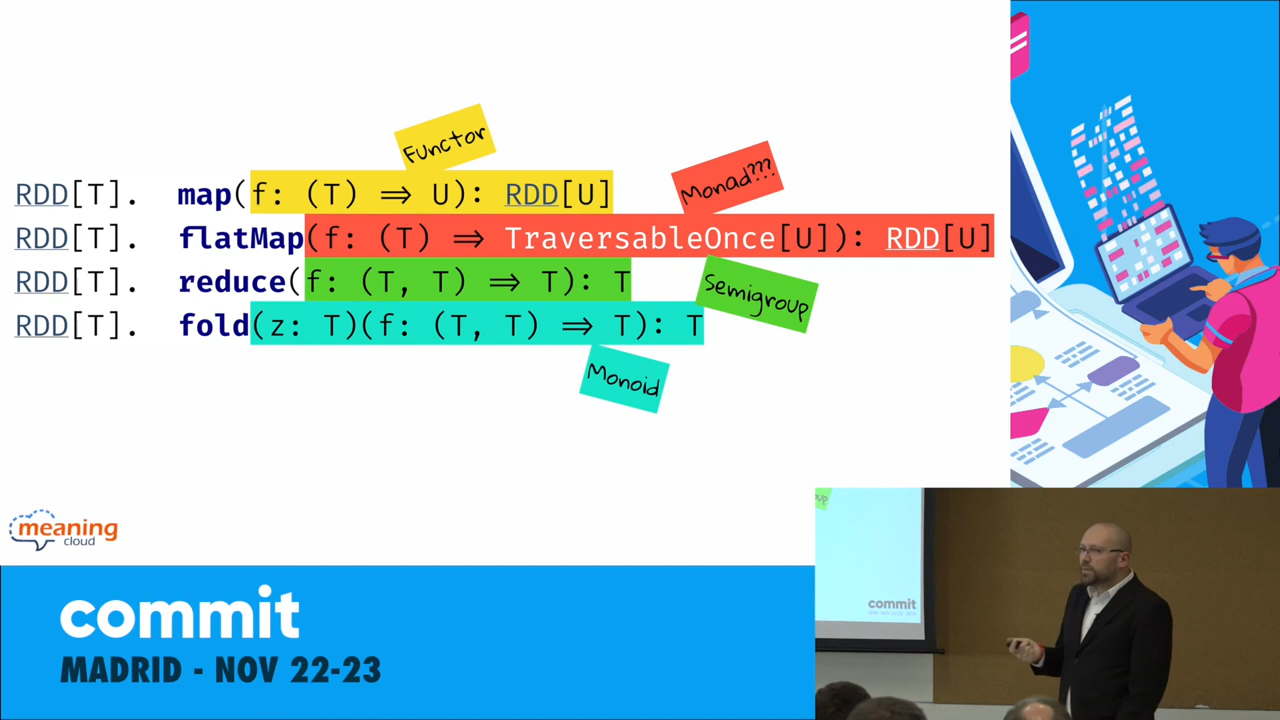 Functor
Monad???
RDD[T]. map(f: (T) ⇒ U): RDD[U]
RDD[T]. flatMap(f: (T) ⇒ TraversableOnce[U]): RDD[U]
RDD[T]. reduce(f: (T, T) ⇒ T): T
Semigroup
RDD[T]. fold(z: T)(f: (T, T) ⇒ T): T
Monoid
meaning
cloud
commit
MADRID - NOV 22-23
commit